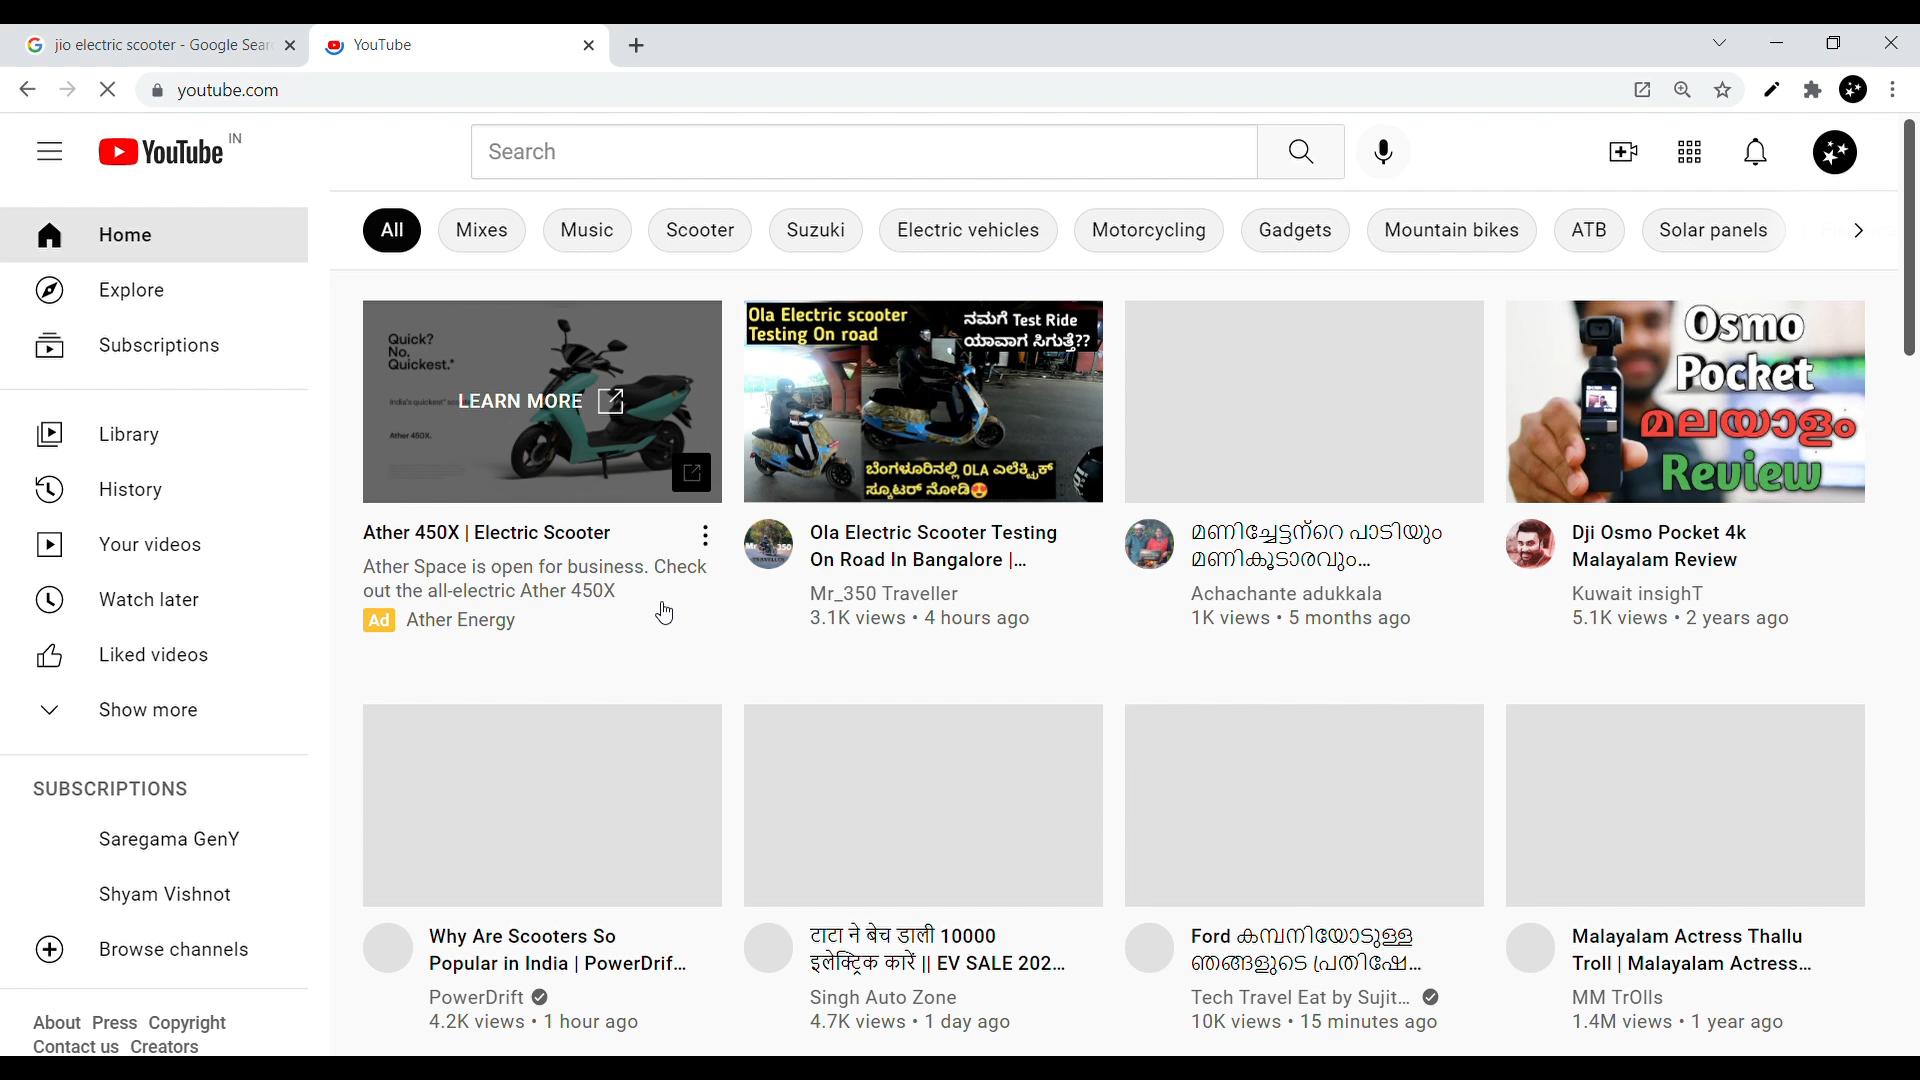 jio electric scooter - Google Sear
YouTube
youtube.com
YouTube IN
Search
Home
Explore
Subscriptions
Library
History
Your videos
Watch later
Liked videos
Show more
SUBSCRIPTIONS
Saregama GenY
Shyam Vishnot
Browse channels
About Press Copyright
Contact us Creators
All Mixes Music Scooter Suzuki Electric vehicles Motorcycling Gadgets Mountain bikes ATB Solar panels
Quick?
No.
Quickest.*
LEARN MORE
Ather 450X.
Ather 450X | Electric Scooter
Ather Space is open for business. Check
out the all-electric Ather 450X
Ad Ather Energy
Ola Electric scooter
Testing On road
ನಮಗೆ Test Ride
ಯಾವಾಗ ಸಿಗುತ್ತೆ??
ಬೆಂಗಳೂರಿನಲ್ಲಿ OLA ಎಲೆಕ್ಟ್ರಿಕ್
ಸ್ಕೂಟರ್ ನೋಡಿ😍
Ola Electric Scooter Testing
On Road In Bangalore |...
Mr_350 Traveller
3.1K views • 4 hours ago
മണിച്ചേട്ടന്റെ പാടിയും
മണികൂടാരവും...
Achachante adukkala
1K views • 5 months ago
Osmo
Pocket
മലയാളം
Review
Dji Osmo Pocket 4k
Malayalam Review
Kuwait insighT
5.1K views • 2 years ago
Why Are Scooters So
Popular in India | PowerDrif...
PowerDrift
4.2K views • 1 hour ago
टाटा ने बेच डाली 10000
इलेक्ट्रिक कारें || EV SALE 202...
Singh Auto Zone
4.7K views • 1 day ago
Ford കമ്പനിയോടുള്ള
ഞങ്ങളുടെ പ്രതിഷേ...
Tech Travel Eat by Sujit...
10K views • 15 minutes ago
Malayalam Actress Thallu
Troll | Malayalam Actress...
MM TrOlls
1.4M views • 1 year ago